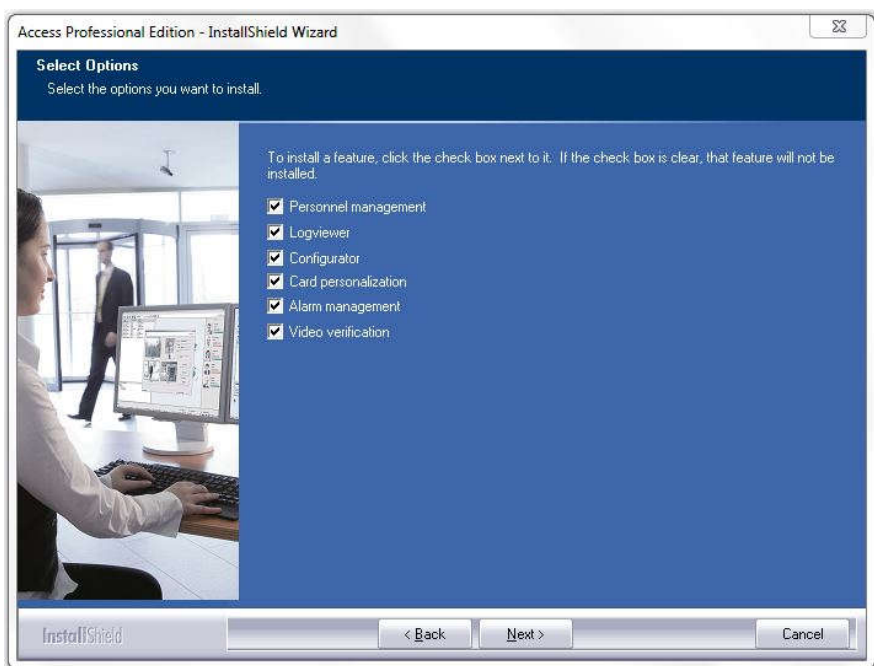 Access Professional Edition - InstallShield Wizard
Select Options
Select the options you want to install.
To install a feature, click the check box next to it. If the check box is clear, that feature will not be
installed.
Personnel management
Logviewer
Configurator
Card personalization
Alarm management
Video verification
InstallShield
< Back
Next >
Cancel